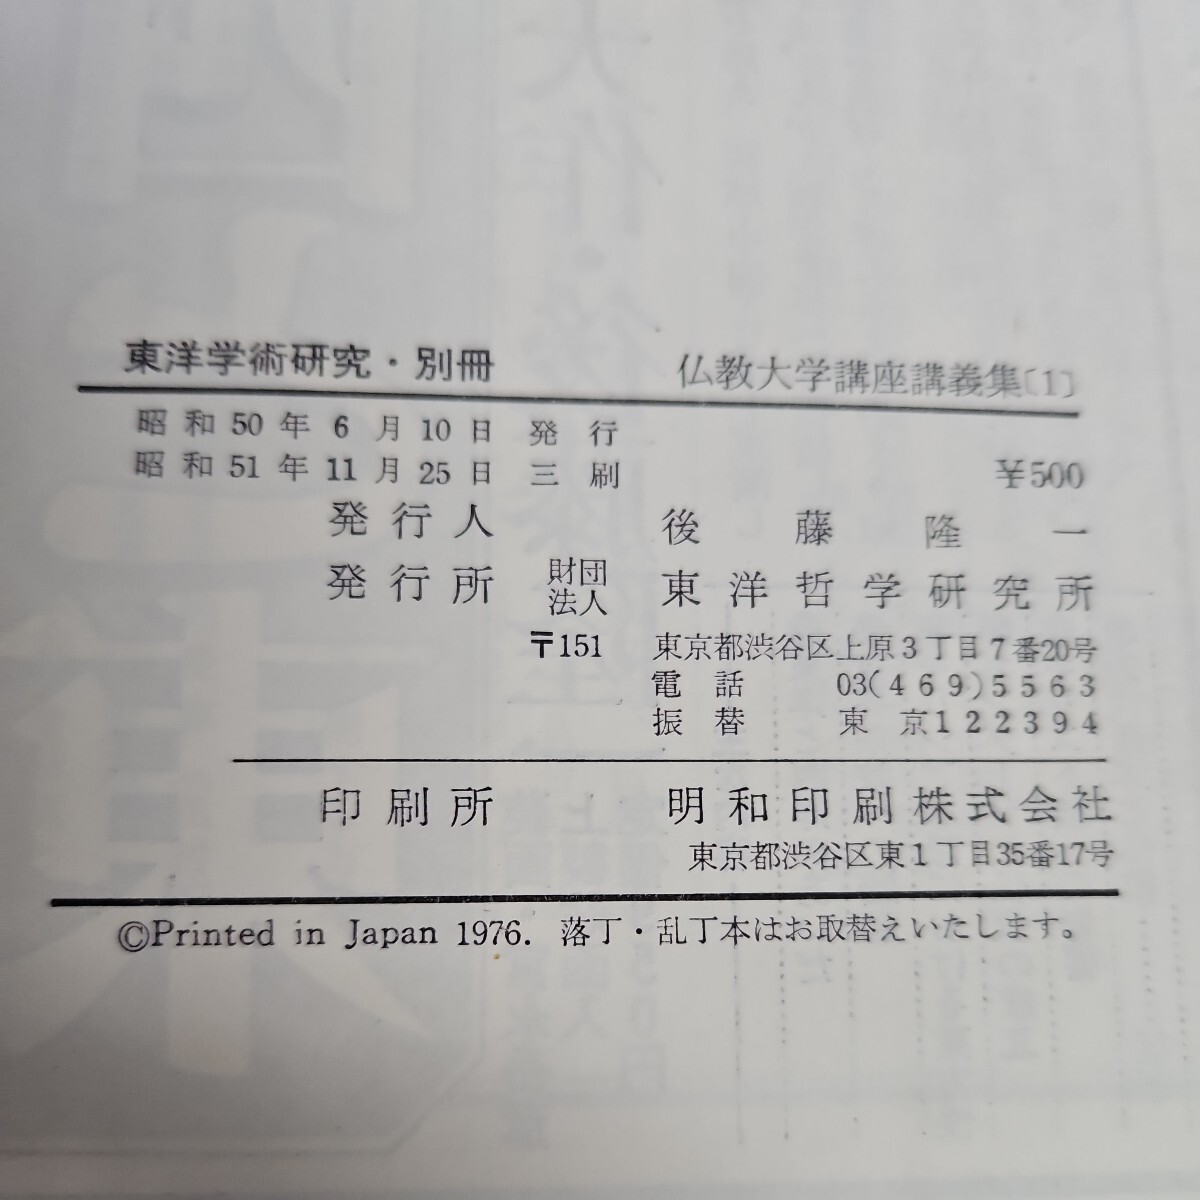 東洋学術研究・別冊 仏教大学講座講義集〔1〕
昭和50年6月10日 発行
昭和51年11月25日 三刷 ¥500
発行人 後藤隆一
発行所 財団法人 東洋哲学研究所
〒151 東京都渋谷区上原3丁目7番20号
電話 03(469)5563
振替 東京122394
印刷所 明和印刷株式会社
東京都渋谷区東1丁目35番17号
©Printed in Japan 1976. 落丁・乱丁本はお取替えいたします。